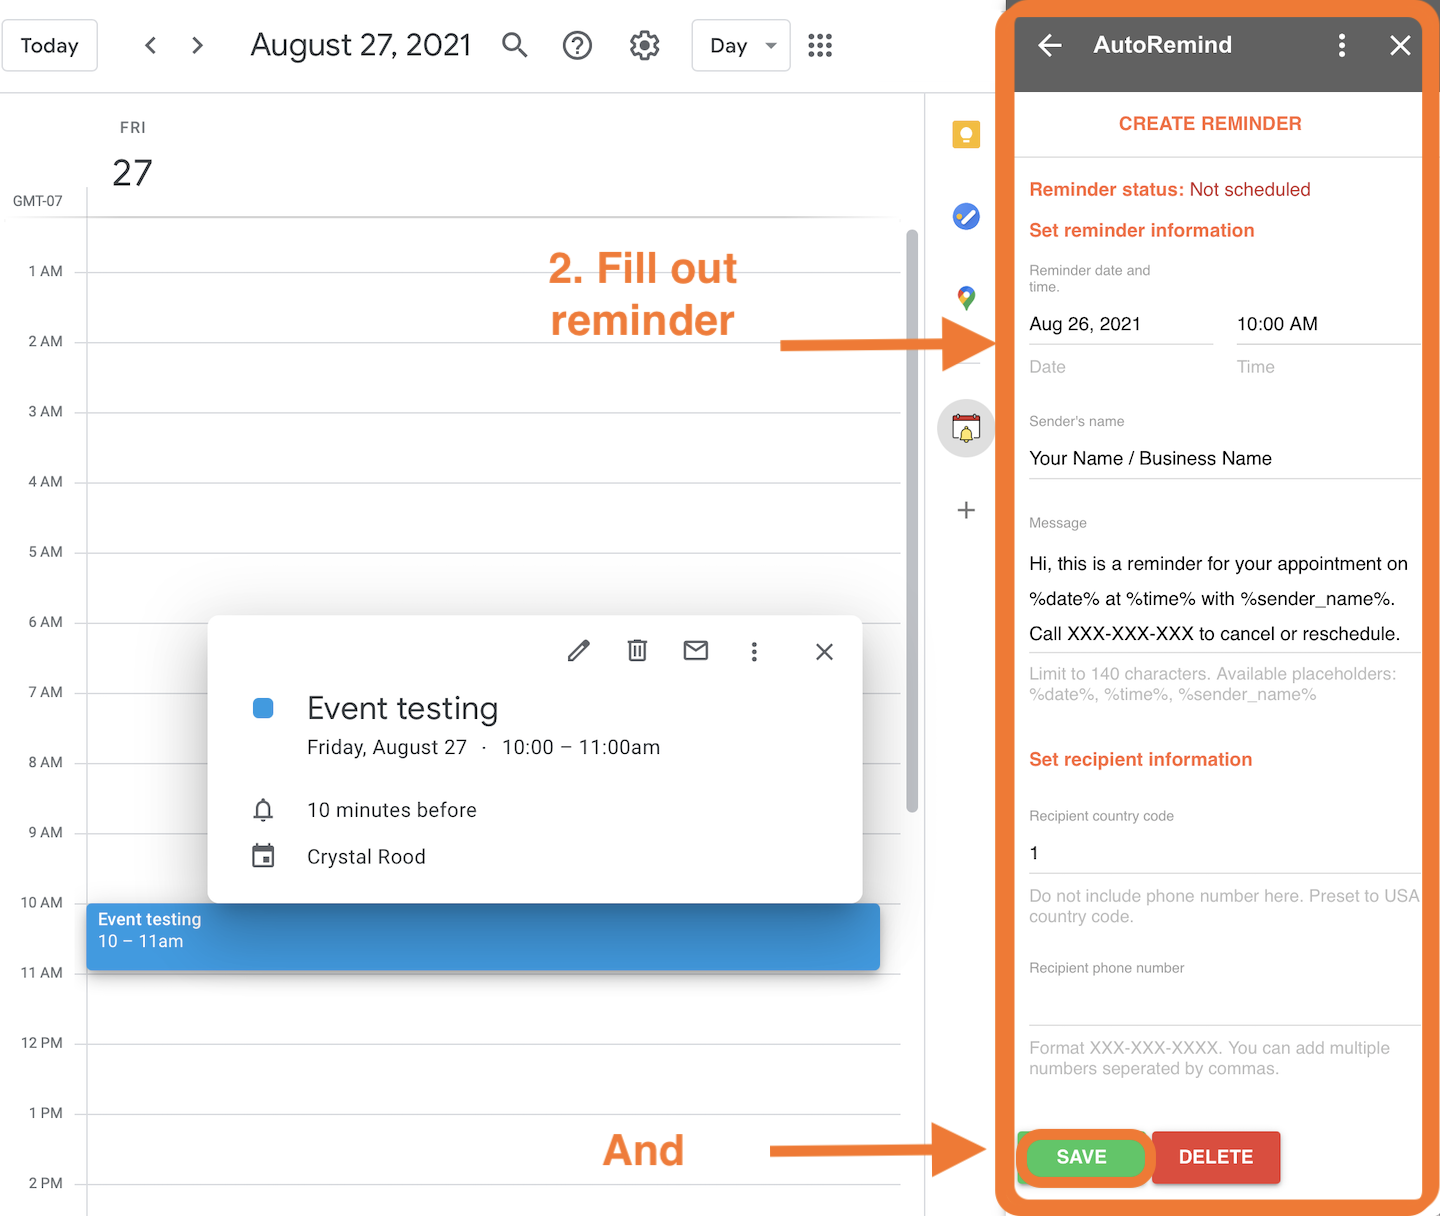 Today
August 27, 2021
Day
FRI
27
GMT-07
1 AM
2 AM
3 AM
4 AM
5 AM
6 AM
7 AM
8 AM
9 AM
10 AM
11 AM
12 PM
1 PM
2 PM
2. Fill out
reminder
Event testing
Friday, August 27 · 10:00 – 11:00am
10 minutes before
Crystal Rood
Event testing
10 – 11am
And
AutoRemind
CREATE REMINDER
Reminder status: Not scheduled
Set reminder information
Reminder date and
time.
Aug 26, 2021 10:00 AM
Date Time
Sender's name
Your Name / Business Name
Message
Hi, this is a reminder for your appointment on
%date% at %time% with %sender_name%.
Call XXX-XXX-XXX to cancel or reschedule.
Limit to 140 characters. Available placeholders:
%date%, %time%, %sender_name%
Set recipient information
Recipient country code
1
Do not include phone number here. Preset to USA
country code.
Recipient phone number
Format XXX-XXX-XXXX. You can add multiple
numbers seperated by commas.
SAVE DELETE